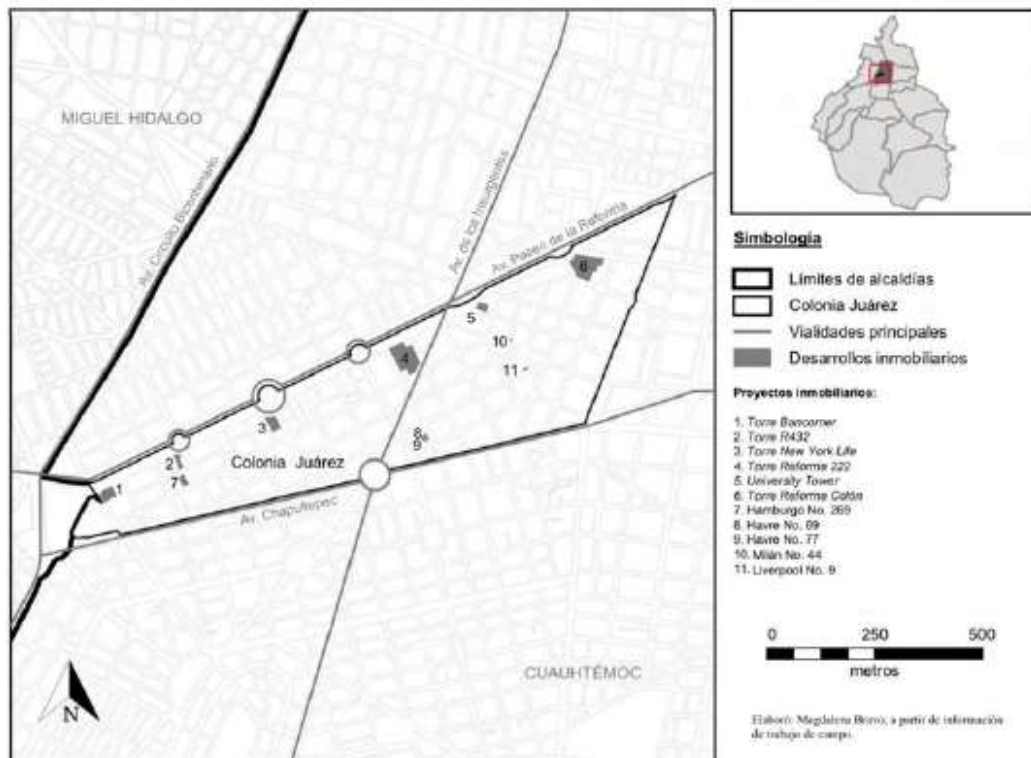 MIGUEL HIDALGO
Av. Circuito Bicentenario
Av. de los Insurgentes
Av. Paseo de la Reforma
6
5
10
4
11
3
8
9
2
Colonia Juárez
7
1
Av. Chapultepec
CUAUHTÉMOC
N
Simbología
Límites de alcaldías
Colonia Juárez
Vialidades principales
Desarrollos inmobiliarios
Proyectos inmobiliarios:
1. Torre Bancomer
2. Torre R432
3. Torre New York Life
4. Torre Reforma 222
5. University Tower
6. Torre Reforma Colón
7. Hamburgo No. 269
8. Havre No. 69
9. Havre No. 77
10. Milán No. 44
11. Liverpool No. 9
0 250 500
metros
Elaboró: Magdalena Bravo, a partir de información
de trabajo de campo.